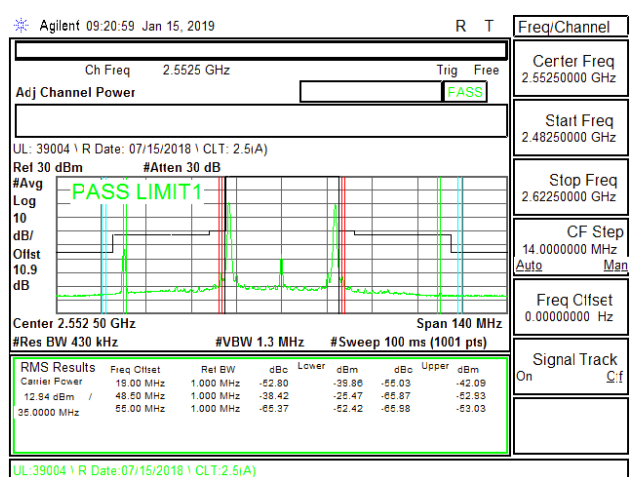 Agilent 09:20:59 Jan 15, 2019 R T
Ch Freq 2.5525 GHz Trig Free
Adj Channel Power PASS
UL: 39004 \ R Date: 07/15/2018 \ CLT: 2.5(A)
Ref 30 dBm #Atten 30 dB
#Avg
Log
10
dB/
Offst
10.9
dB
PASS LIMIT1
Center 2.552 50 GHz Span 140 MHz
#Res BW 430 kHz #VBW 1.3 MHz #Sweep 100 ms (1001 pts)
RMS Results Freq Offset Ref BW dBc Lower dBm dBc Upper dBm
Carrier Power 19.00 MHz 1.000 MHz -52.80 -39.86 -55.03 -42.09
12.94 dBm / 48.50 MHz 1.000 MHz -38.42 -25.47 -65.87 -52.93
35.0000 MHz 55.00 MHz 1.000 MHz -65.37 -52.42 -65.98 -53.03
UL:39004 \ R Date:07/15/2018 \ CLT:2.5(A)
Freq/Channel
Center Freq
2.55250000 GHz
Start Freq
2.48250000 GHz
Stop Freq
2.62250000 GHz
CF Step
14.0000000 MHz
Auto Man
Freq Offset
0.00000000 Hz
Signal Track
On Off